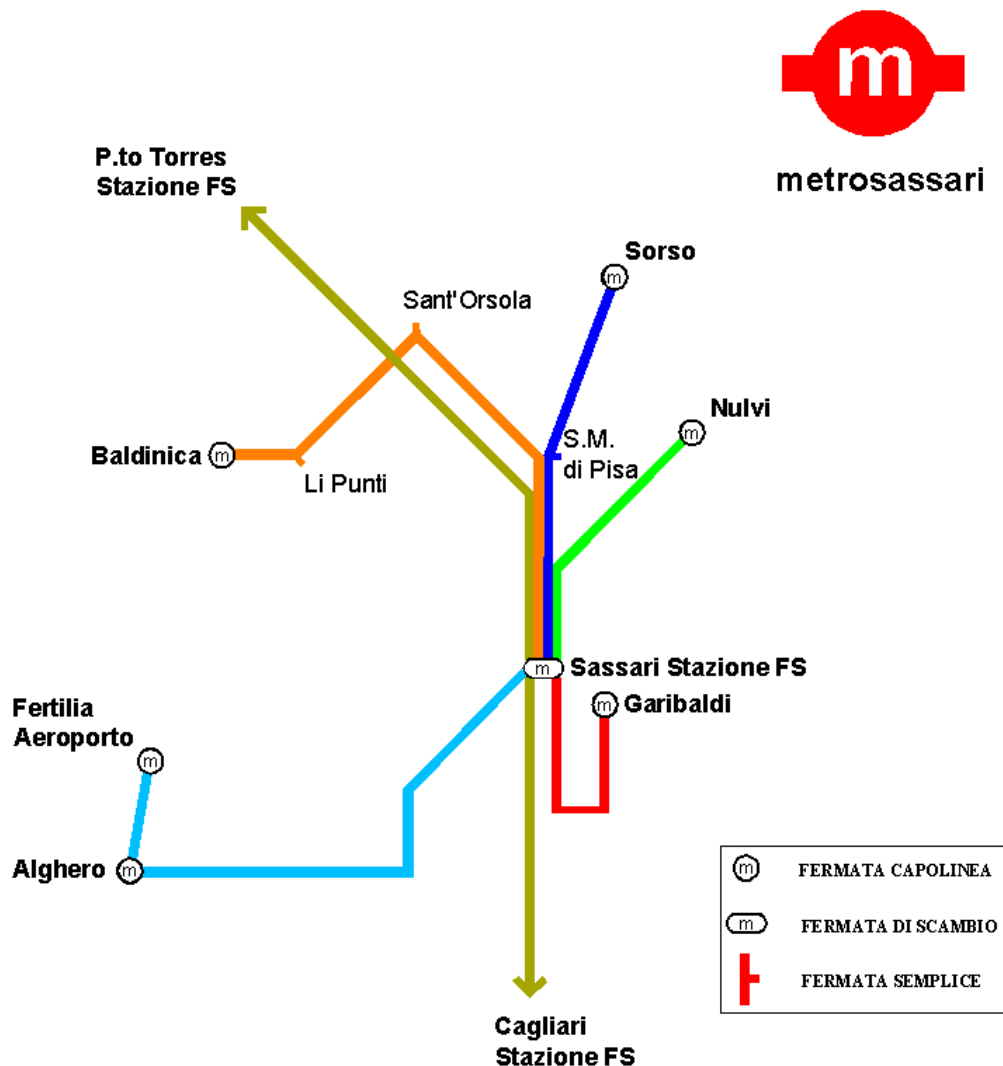 m
metrosassari
P.to Torres
Stazione FS
Sorso
m
Sant'Orsola
Nulvi
m
Baldinica
m
S.M.
di Pisa
Li Punti
m
Sassari Stazione FS
m
Garibaldi
Fertilia
Aeroporto
m
Alghero
m
m
FERMATA CAPOLINEA
m
FERMATA DI SCAMBIO
FERMATA SEMPLICE
Cagliari
Stazione FS